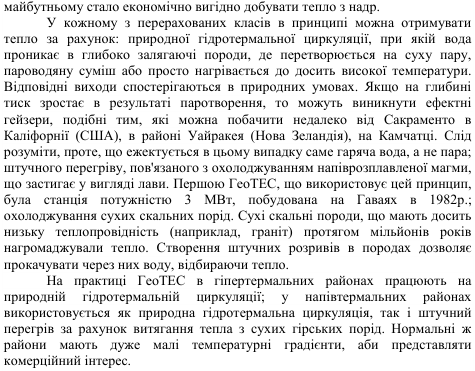 майбутньому стало економічно вигідно добувати тепло з надр.
У кожному з перерахованих класів в принципі можна отримувати
тепло за рахунок: природної гідротермальної циркуляції, при якій вода
проникає в глибоко залягаючі породи, де перетворюється на суху пару,
пароводяну суміш або просто нагрівається до досить високої температури.
Відповідні виходи спостерігаються в природних умовах. Якщо на глибині
тиск зростає в результаті паротворення, то можуть виникнути ефектні
гейзери, подібні тим, які можна побачити недалеко від Сакраменто в
Каліфорнії (США), в районі Уайракея (Нова Зеландія), на Камчатці. Слід
розуміти, проте, що ежектується в цьому випадку саме гаряча вода, а не пара;
штучного перегріву, пов'язаного з охолоджуванням напіврозплавленої магми,
що застигає у вигляді лави. Першою ГеоТЕС, що використовує цей принцип,
була станція потужністю 3 МВт, побудована на Гаваях в 1982р.;
охолоджування сухих скальних порід. Сухі скальні породи, що мають досить
низьку теплопровідність (наприклад, граніт) протягом мільйонів років
нагромаджували тепло. Створення штучних розривів в породах дозволяє
прокачувати через них воду, відбираючи тепло.
На практиці ГеоТЕС в гіпертермальних районах працюють на
природній гідротермальній циркуляції; у напівтермальних районах
використовується як природна гідротермальна циркуляція, так і штучний
перегрів за рахунок витягання тепла з сухих гірських порід. Нормальні ж
райони мають дуже малі температурні градієнти, аби представляти
комерційний інтерес.